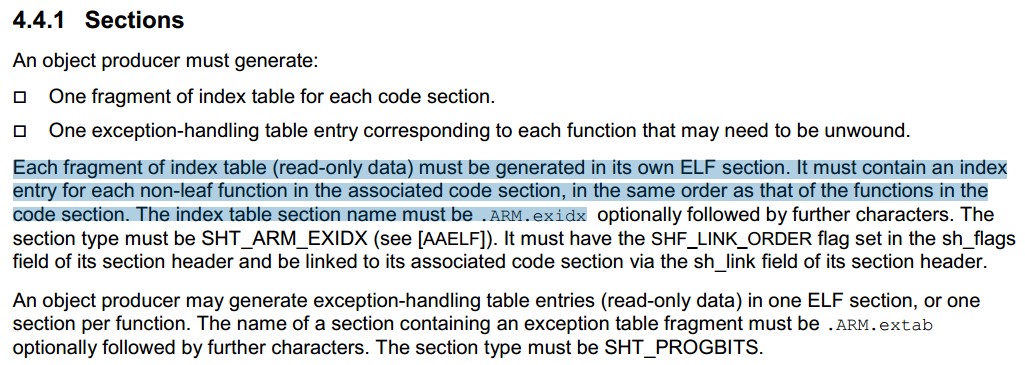 4.4.1 Sections
An object producer must generate:
□ One fragment of index table for each code section.
□ One exception-handling table entry corresponding to each function that may need to be unwound.
Each fragment of index table (read-only data) must be generated in its own ELF section. It must contain an index
entry for each non-leaf function in the associated code section, in the same order as that of the functions in the
code section. The index table section name must be .ARM.exidx optionally followed by further characters. The
section type must be SHT_ARM_EXIDX (see [AAELF]). It must have the SHF_LINK_ORDER flag set in the sh_flags
field of its section header and be linked to its associated code section via the sh_link field of its section header.
An object producer may generate exception-handling table entries (read-only data) in one ELF section, or one
section per function. The name of a section containing an exception table fragment must be .ARM.extab
optionally followed by further characters. The section type must be SHT_PROGBITS.